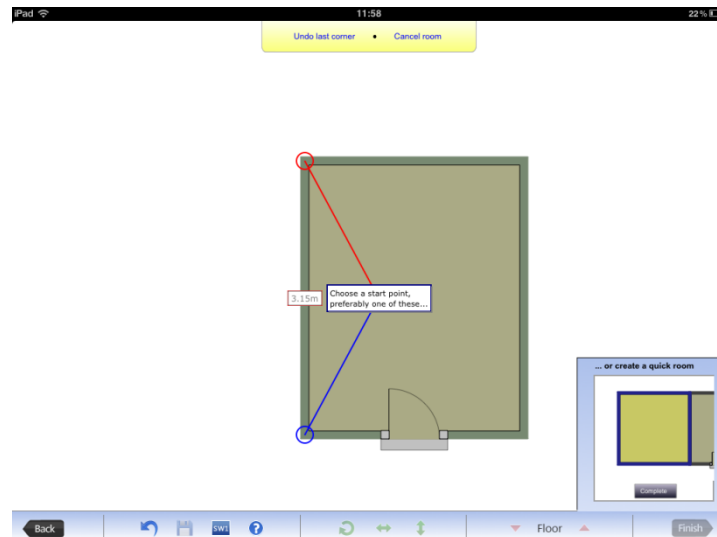 iPad 11:58 22%
Undo last corner • Cancel room
3.15m
Choose a start point,
preferably one of these...
... or create a quick room
Complete
Back SW1 ? Floor Finish